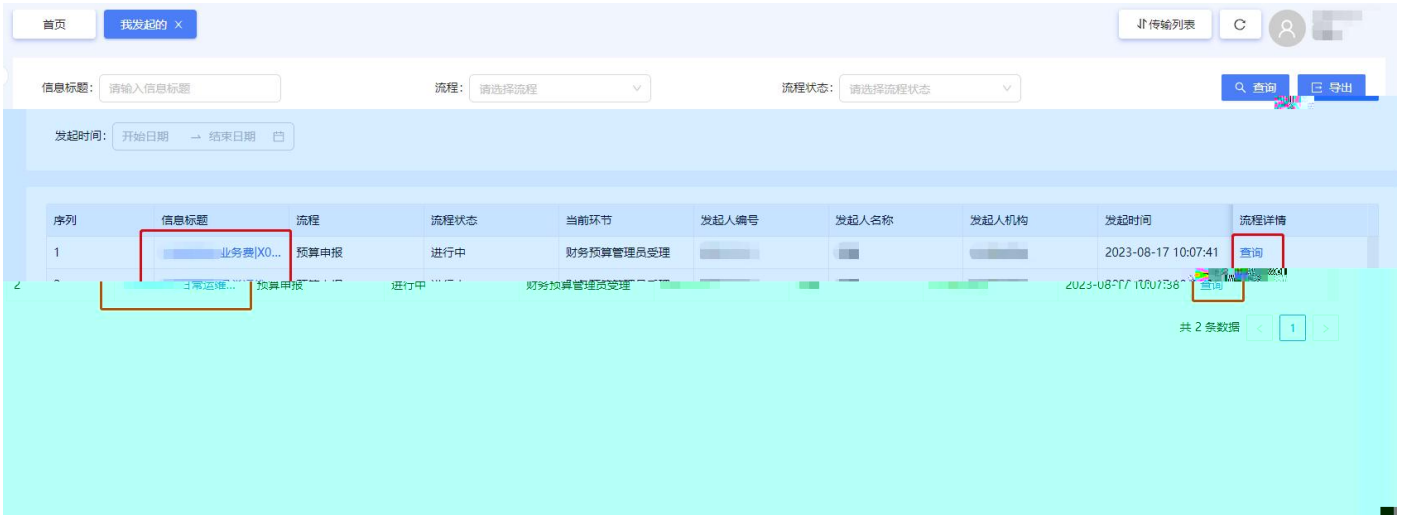 首页 我发起的 × 传输列表
信息标题： 请输入信息标题 流程： 请选择流程 流程状态： 请选择流程状态 查询 导出
发起时间： 开始日期 → 结束日期
序列 信息标题 流程 流程状态 当前环节 发起人编号 发起人名称 发起人机构 发起时间 流程详情
1 业务费|X0... 预算申报 进行中 财务预算管理员受理 2023-08-17 10:07:41 查询
2 日常运维... 预算申报 进行中 财务预算管理员受理 2023-08-17 10:07:38 查询
共 2 条数据 < 1 >